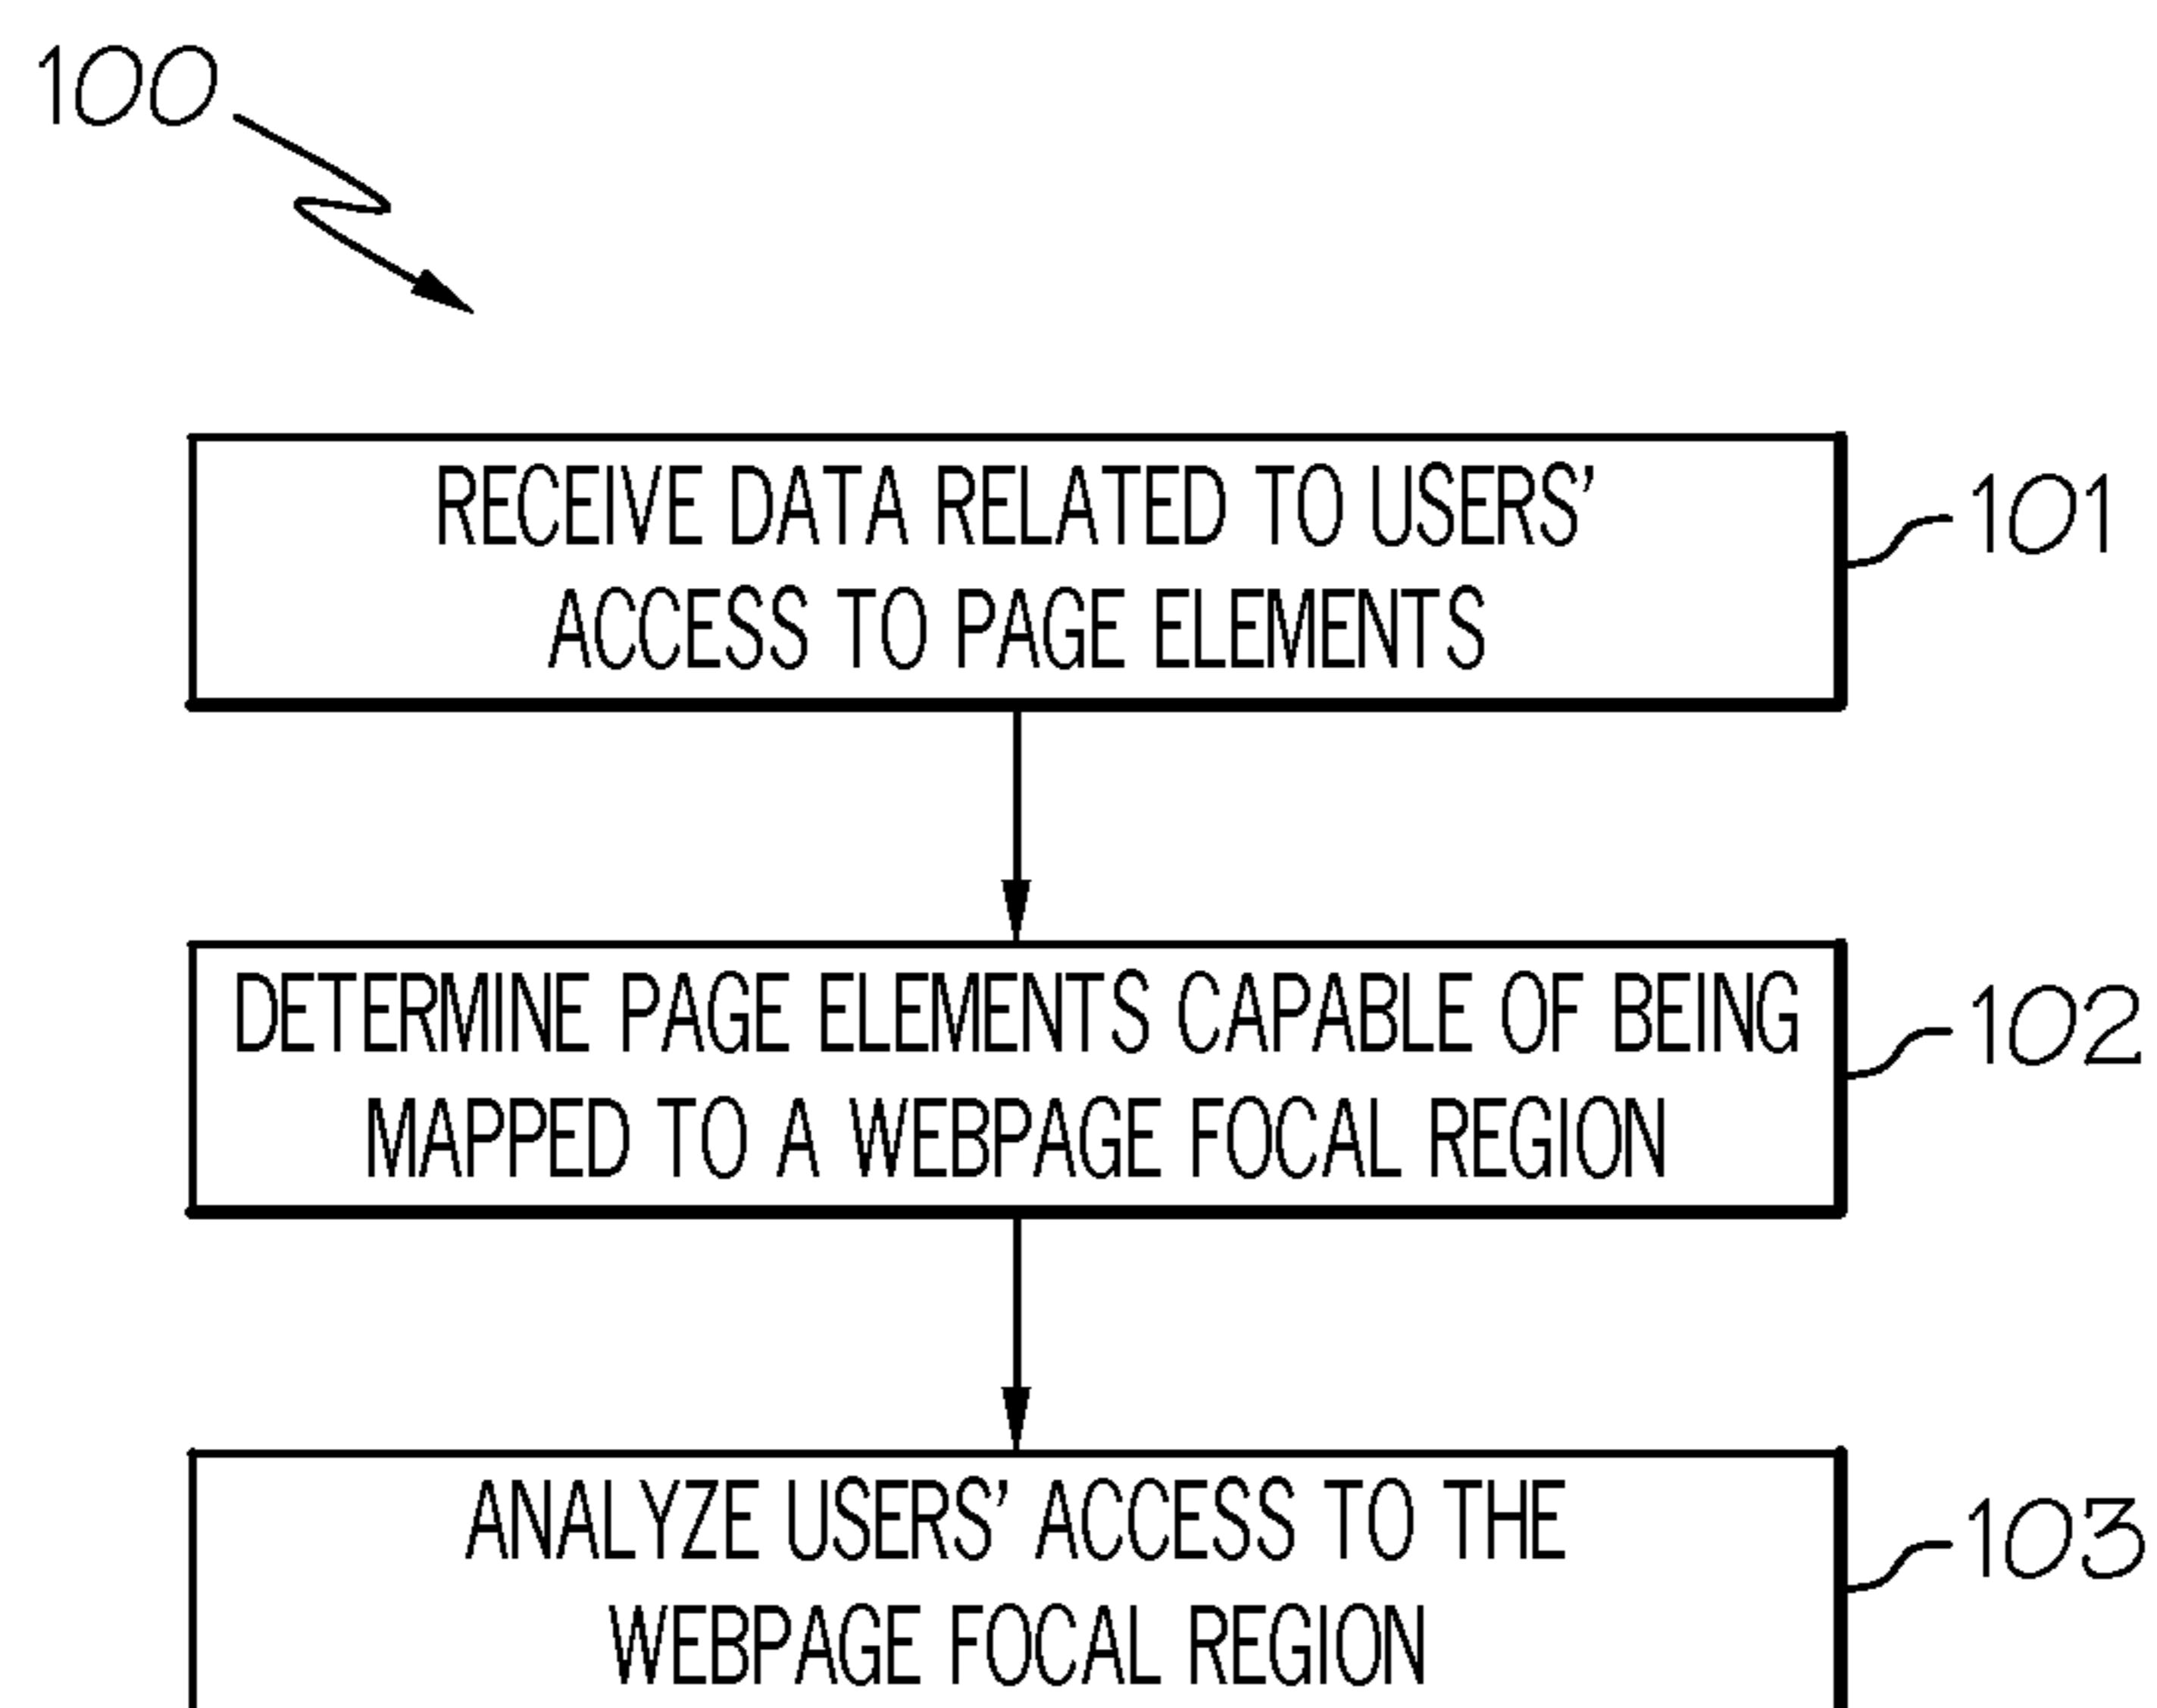 100
RECEIVE DATA RELATED TO USERS'
ACCESS TO PAGE ELEMENTS
101
DETERMINE PAGE ELEMENTS CAPABLE OF BEING
MAPPED TO A WEBPAGE FOCAL REGION
102
ANALYZE USERS' ACCESS TO THE
WEBPAGE FOCAL REGION
103